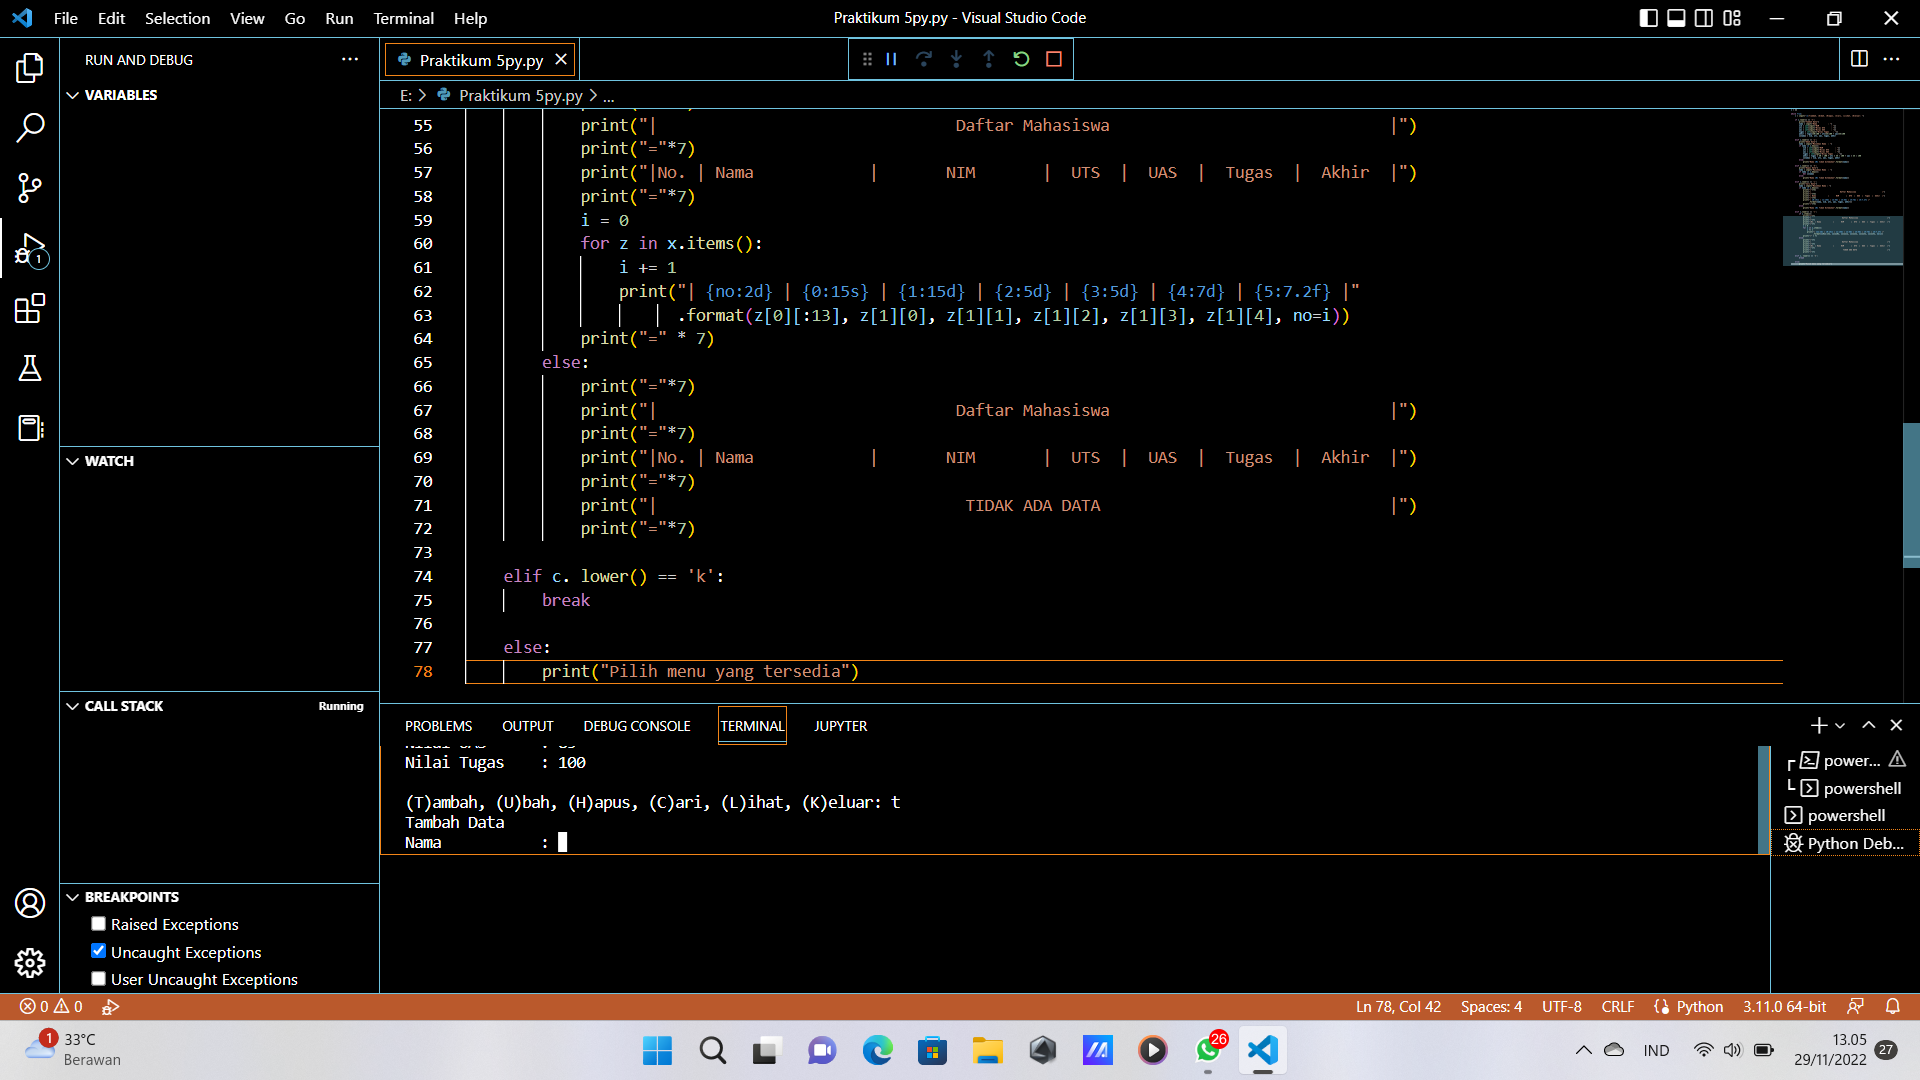 File Edit Selection View Go Run Terminal Help
Praktikum 5py.py - Visual Studio Code
RUN AND DEBUG
VARIABLES
WATCH
CALL STACK Running
BREAKPOINTS
Raised Exceptions
Uncaught Exceptions
User Uncaught Exceptions
1
Praktikum 5py.py
E: > Praktikum 5py.py > ...
55 print("| Daftar Mahasiswa |")
56 print("="*7)
57 print("|No. | Nama | NIM | UTS | UAS | Tugas | Akhir |")
58 print("="*7)
59 i = 0
60 for z in x.items():
61 i += 1
62 print("| {no:2d} | {0:15s} | {1:15d} | {2:5d} | {3:5d} | {4:7d} | {5:7.2f} |"
63 .format(z[0][:13], z[1][0], z[1][1], z[1][2], z[1][3], z[1][4], no=i))
64 print("=" * 7)
65 else:
66 print("="*7)
67 print("| Daftar Mahasiswa |")
68 print("="*7)
69 print("|No. | Nama | NIM | UTS | UAS | Tugas | Akhir |")
70 print("="*7)
71 print("| TIDAK ADA DATA |")
72 print("="*7)
73
74 elif c. lower() == 'k':
75 break
76
77 else:
78 print("Pilih menu yang tersedia")
PROBLEMS OUTPUT DEBUG CONSOLE TERMINAL JUPYTER
Nilai Tugas : 100
(T)ambah, (U)bah, (H)apus, (C)ari, (L)ihat, (K)eluar: t
Tambah Data
Nama :
power...
powershell
powershell
Python Deb...
0 0 Ln 78, Col 42 Spaces: 4 UTF-8 CRLF Python 3.11.0 64-bit
1
33°C
Berawan
26
IND
13.05
29/11/2022
27